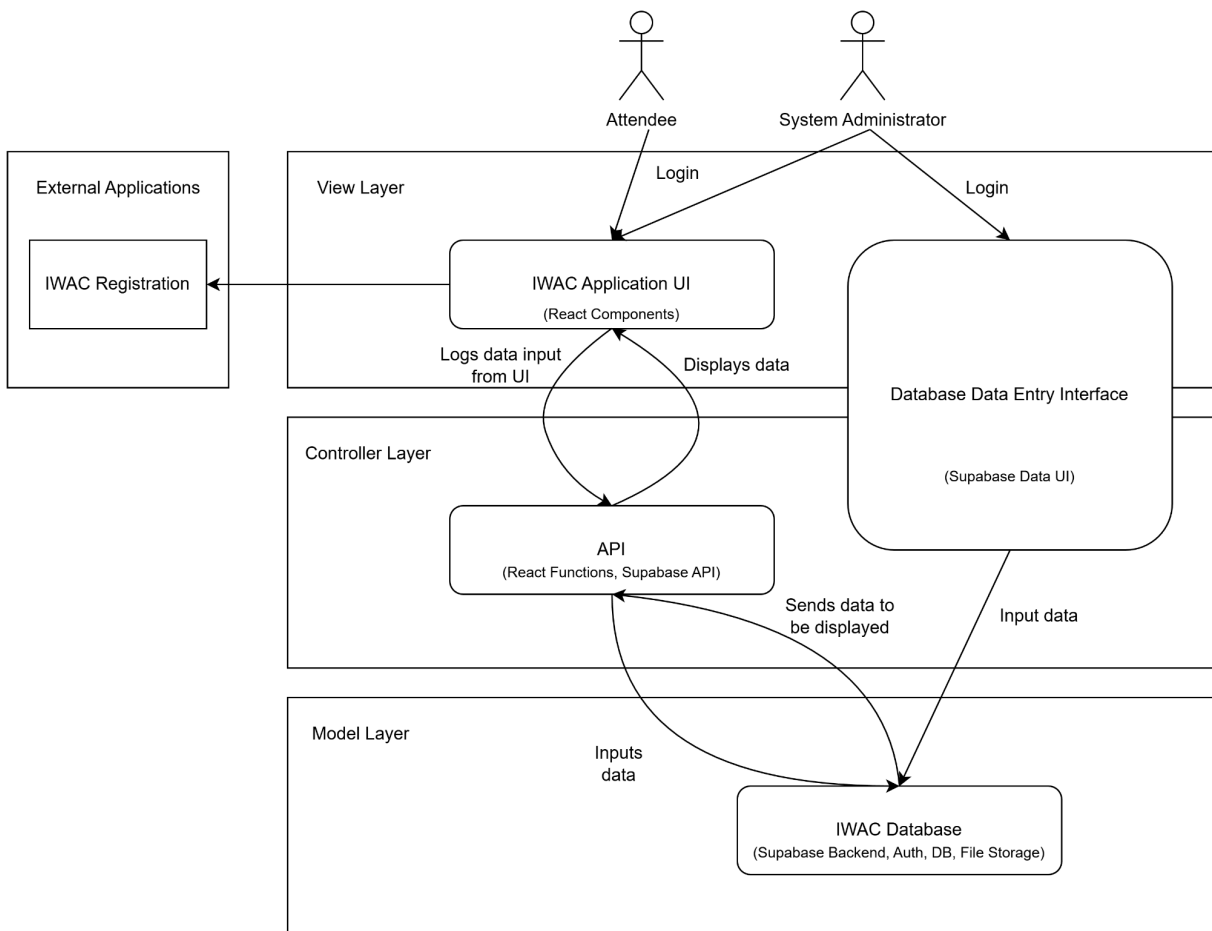 Attendee
System Administrator
External Applications
View Layer
Login
Login
IWAC Registration
IWAC Application UI
(React Components)
Logs data input
from UI
Displays data
Database Data Entry Interface
(Supabase Data UI)
Controller Layer
API
(React Functions, Supabase API)
Sends data to
be displayed
Input data
Model Layer
Inputs
data
IWAC Database
(Supabase Backend, Auth, DB, File Storage)